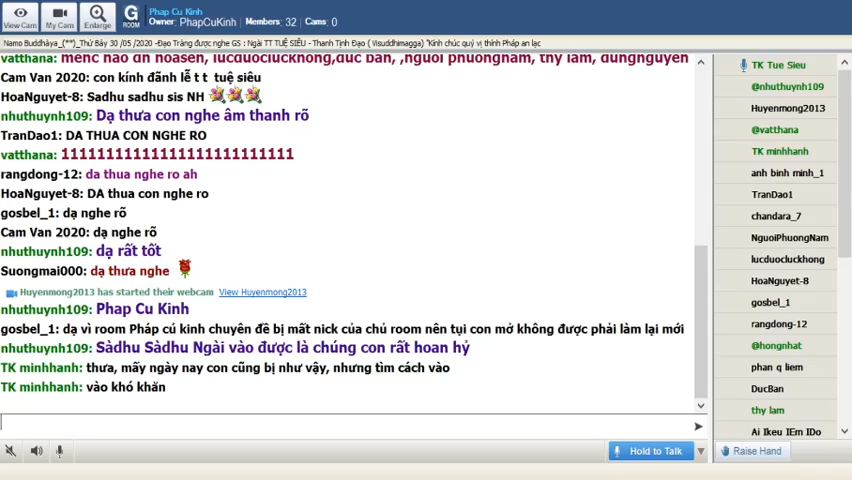 Phap Cu Kinh
Owner: PhapCuKinh Members: 32 Cams: 0
View Cam
My Cam
Enlarge
G ROOM
Namo Buddhàya_(**)_Thứ Bảy 30 /05 /2020 -Đạo Tràng được nghe GS : Ngài TT TUỆ SIÊU - Thanh Tịnh Đạo ( Visuddhimagga) "Kính chúc quý vị thính Pháp an lạc
Cam Van 2020: con kính đãnh lễ t t tuệ siêu
HoaNguyet-8: Sadhu sadhu sis NH
nhuthuynh109: Dạ thưa con nghe âm thanh rõ
TranDao1: DA THUA CON NGHE RO
vatthana: 11111111111111111111111111
rangdong-12: da thua nghe ro ah
HoaNguyet-8: DA thua con nghe ro
gosbel_1: dạ nghe rõ
Cam Van 2020: dạ nghe rõ
nhuthuynh109: dạ rất tốt
Suongmai000: dạ thưa nghe
Huyenmong2013 has started their webcam View Huyenmong2013
nhuthuynh109: Phap Cu Kinh
gosbel_1: dạ vì room Pháp cú kinh chuyên đề bị mất nick của chủ room nên tụi con mở không được phải làm lại mới
nhuthuynh109: Sàdhu Sàdhu Ngài vào được là chúng con rất hoan hỷ
TK minhhanh: thưa, mấy ngày nay con cũng bị như vậy, nhưng tìm cách vào
TK minhhanh: vào khó khăn
Hold to Talk
TK Tue Sieu
@nhuthuynh109
Huyenmong2013
@vatthana
TK minhhanh
anh binh minh_1
TranDao1
chandara_7
NguoiPhuongNam
lucduocluckhong
HoaNguyet-8
gosbel_1
rangdong-12
@hongnhat
phan q liem
DucBan
thy lam
Ai Ikeu IEm IDo
Raise Hand